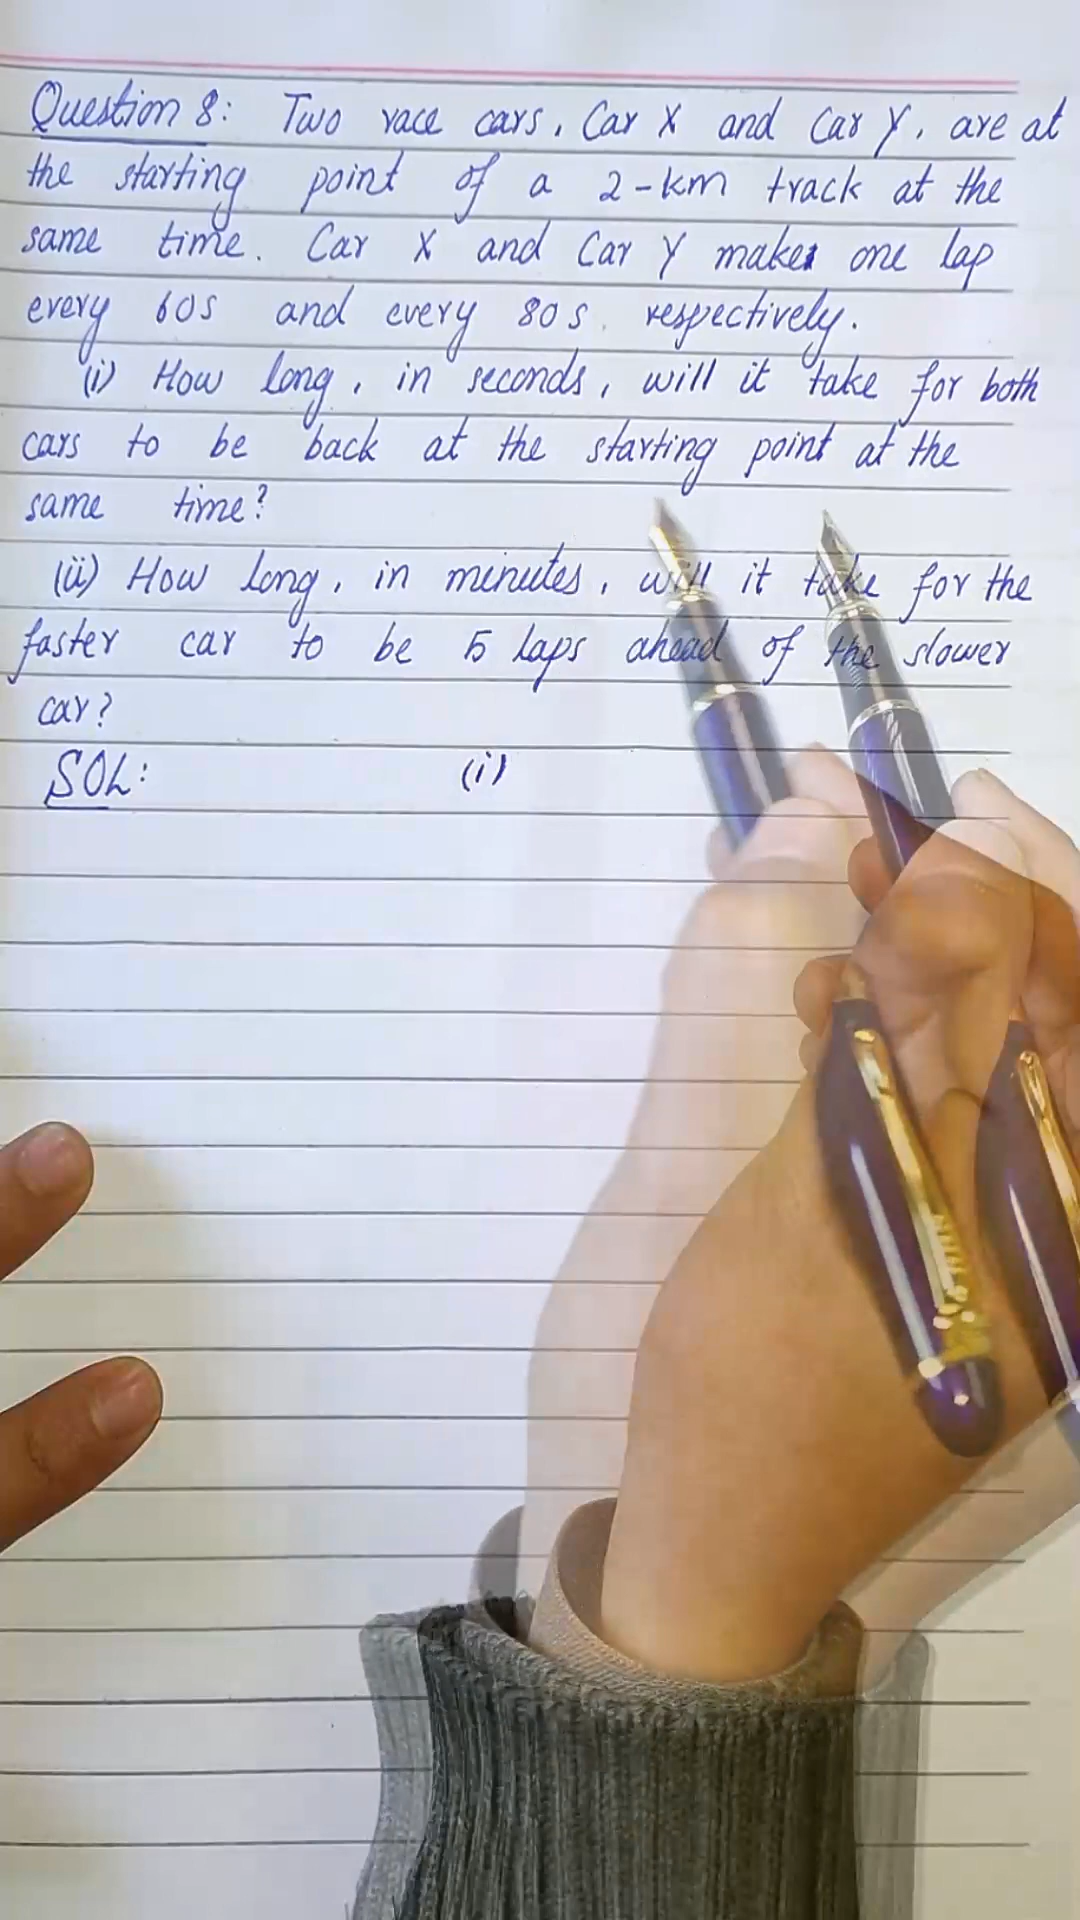 Question 8: Two race cars, Car X and Car Y, are at
the starting point of a 2-km track at the
same time. Car X and Car Y make one lap
every 60s and every 80s, respectively.
(i) How long, in seconds, will it take for both
cars to be back at the starting point at the
same time?
(ii) How long, in minutes, will it take for the
faster car to be 5 laps ahead of the slower
car?
SOL: (i)